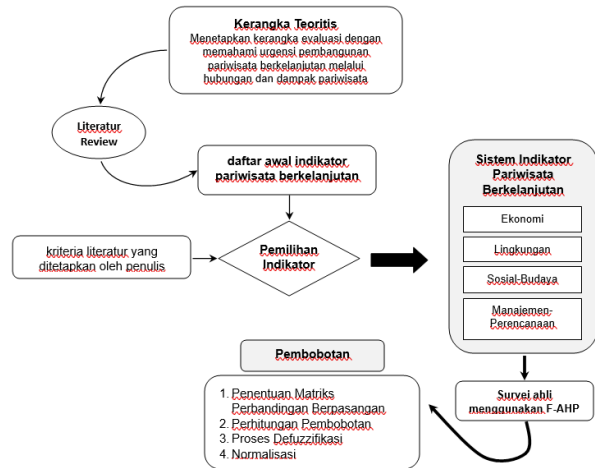 Kerangka Teoritis
Menetapkan kerangka evaluasi dengan
memahami urgensi pembangunan
pariwisata berkelanjutan melalui
hubungan dan dampak pariwisata
Literatur
Review
daftar awal indikator
pariwisata berkelanjutan
kriteria literatur yang
ditetapkan oleh penulis
Pemilihan
Indikator
Sistem Indikator
Pariwisata
Berkelanjutan
Ekonomi
Lingkungan
Sosial-Budaya
Manajemen-
Perencanaan
Survei ahli
menggunakan F-AHP
Pembobotan
1. Penentuan Matriks
Perbandingan Berpasangan
2. Perhitungan Pembobotan
3. Proses Defuzzifikasi
4. Normalisasi